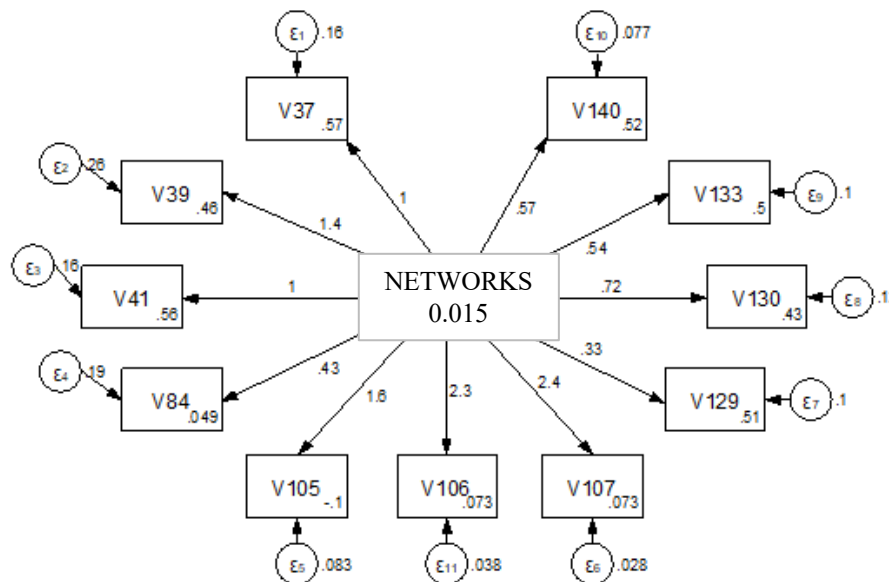 ε1 .16
ε10 .077
V37 .57
V140 .52
ε2 .26
V39 .46
V133 .5
ε9 .1
1.4
1
.57
.54
ε3 .16
V41 .56
1
NETWORKS
0.015
.72
V130 .43
ε8 .1
ε4 .19
V84 .049
.43
1.6
2.3
2.4
.33
V129 .51
ε7 .1
V105 -.1
V106 .073
V107 .073
ε5 .083
ε11 .038
ε6 .028